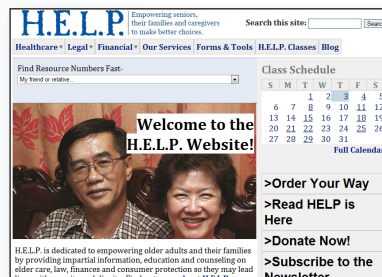 H.E.L.P.
Empowering seniors,
their families and caregivers
to make better choices.
Search this site:
Search
Healthcare Legal Financial Our Services Forms & Tools H.E.L.P. Classes Blog
Find Resource Numbers Fast-
My friend or relative...
Welcome to the
H.E.L.P. Website!
H.E.L.P. is dedicated to empowering older adults and their families
by providing impartial information, education and counseling on
elder care, law, finances and consumer protection so they may lead
Class Schedule
S M T W T F S
1 2 3 4 5
6 7 8 9 10 11 12
13 14 15 16 17 18 19
20 21 22 23 24 25 26
27 28 29 30 31
Full Calendar
>Order Your Way
>Read HELP is
Here
>Donate Now!
>Subscribe to the
Newsletter